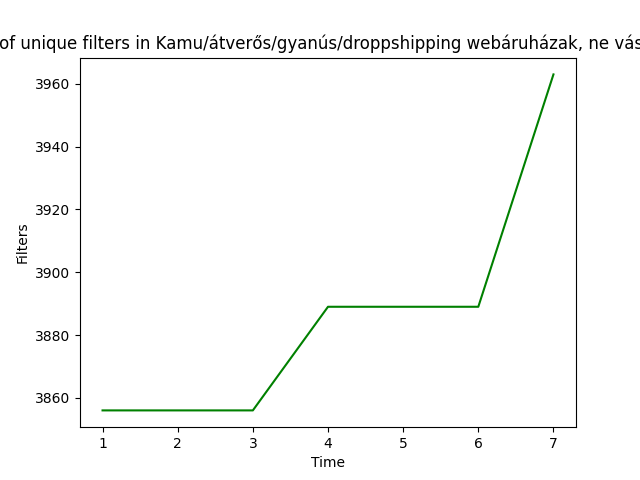 of unique filters in Kamu/átverős/gyanús/droppshipping webáruházak, ne vás
3960
3940
3920
3900
3880
3860
Filters
1 2 3 4 5 6 7
Time